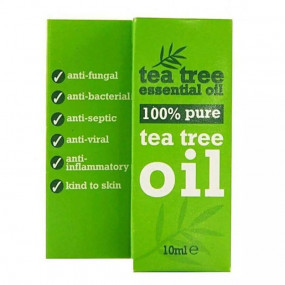 anti-fungal
anti-bacterial
anti-septic
anti-viral
anti-
inflammatory
kind to skin
tea tree
essential oil
100% pure
tea tree
oil
10ml e